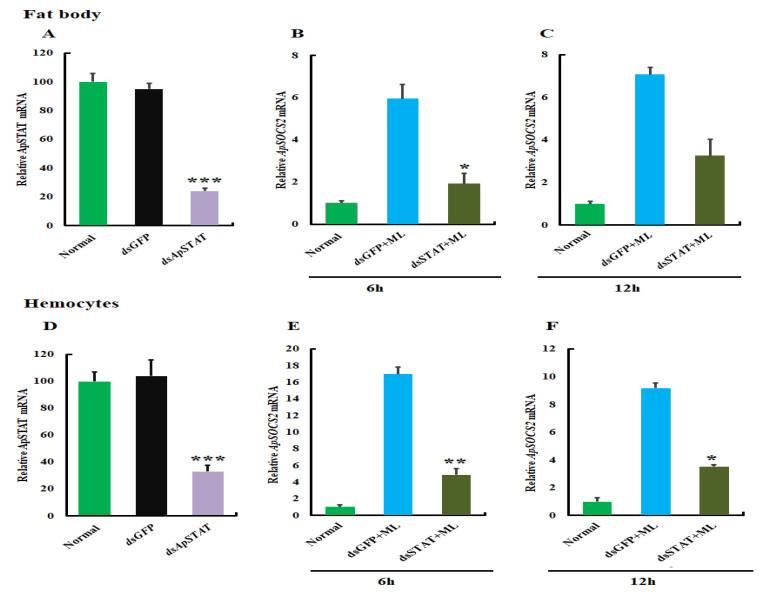 Fat body
A
B
C
Relative ApSTAT mRNA
120
100
80
60
40
20
0
***
Normal
dsGFP
dsApSTAT
Relative ApSOCS2 mRNA
8
6
4
2
0
*
Normal
dsGFP+ML
dsSTAT+ML
6h
Relative ApSOCS2 mRNA
8
6
4
2
0
Normal
dsGFP+ML
dsSTAT+ML
12h
Hemocytes
D
E
F
Relative ApSTAT mRNA
120
100
80
60
40
20
0
***
Normal
dsGFP
dsApSTAT
Relative ApSOCS2 mRNA
20
18
16
14
12
10
8
6
4
2
0
**
Normal
dsGFP+ML
dsSTAT+ML
6h
Relative ApSOCS2 mRNA
12
10
8
6
4
2
0
*
Normal
dsGFP+ML
dsSTAT+ML
12h